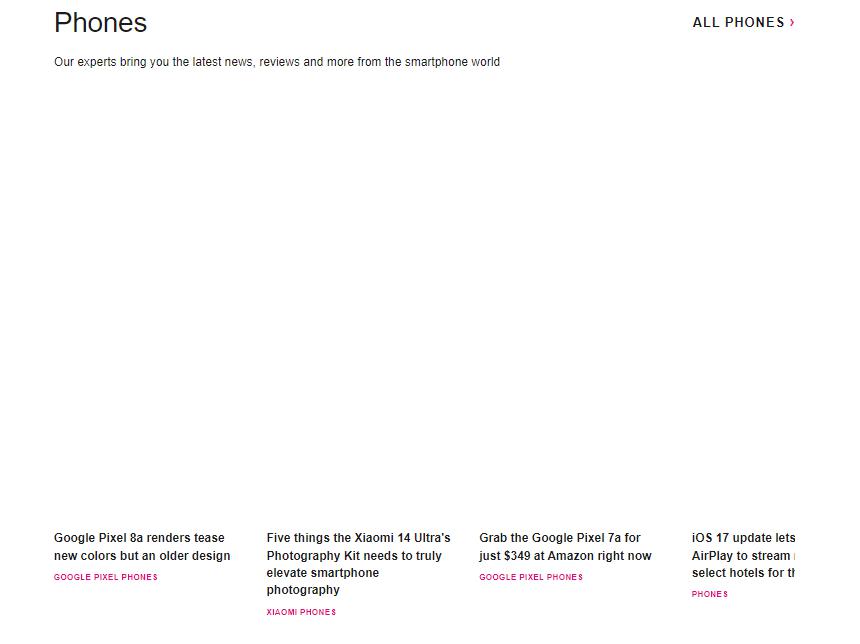 Phones
ALL PHONES ›
Our experts bring you the latest news, reviews and more from the smartphone world
Google Pixel 8a renders tease
new colors but an older design
GOOGLE PIXEL PHONES
Five things the Xiaomi 14 Ultra's
Photography Kit needs to truly
elevate smartphone
photography
XIAOMI PHONES
Grab the Google Pixel 7a for
just $349 at Amazon right now
GOOGLE PIXEL PHONES
iOS 17 update lets
AirPlay to stream
select hotels for
PHONES